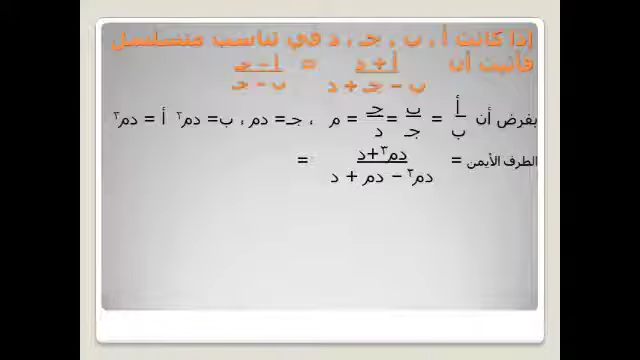 إذا كانت أ ، ب ، جـ ، د في تناسب متسلسل
فأثبت أن أ + د / ب – جـ + د = أ – جـ / ب – جـ
بفرض أن أ / ب = ب / جـ = جـ / د = م ، جـ= دم ، ب= دم٢ أ = دم٣
الطرف الأيمن = دم٣+د / دم٢ – دم + د =